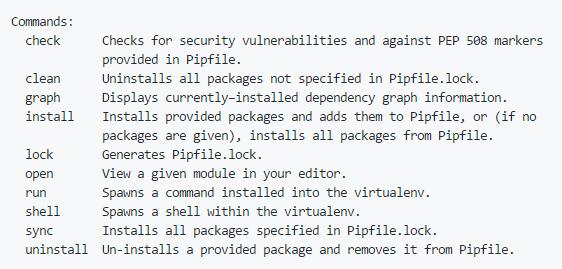 Commands:
check Checks for security vulnerabilities and against PEP 508 markers
provided in Pipfile.
clean Uninstalls all packages not specified in Pipfile.lock.
graph Displays currently–installed dependency graph information.
install Installs provided packages and adds them to Pipfile, or (if no
packages are given), installs all packages from Pipfile.
lock Generates Pipfile.lock.
open View a given module in your editor.
run Spawns a command installed into the virtualenv.
shell Spawns a shell within the virtualenv.
sync Installs all packages specified in Pipfile.lock.
uninstall Un-installs a provided package and removes it from Pipfile.